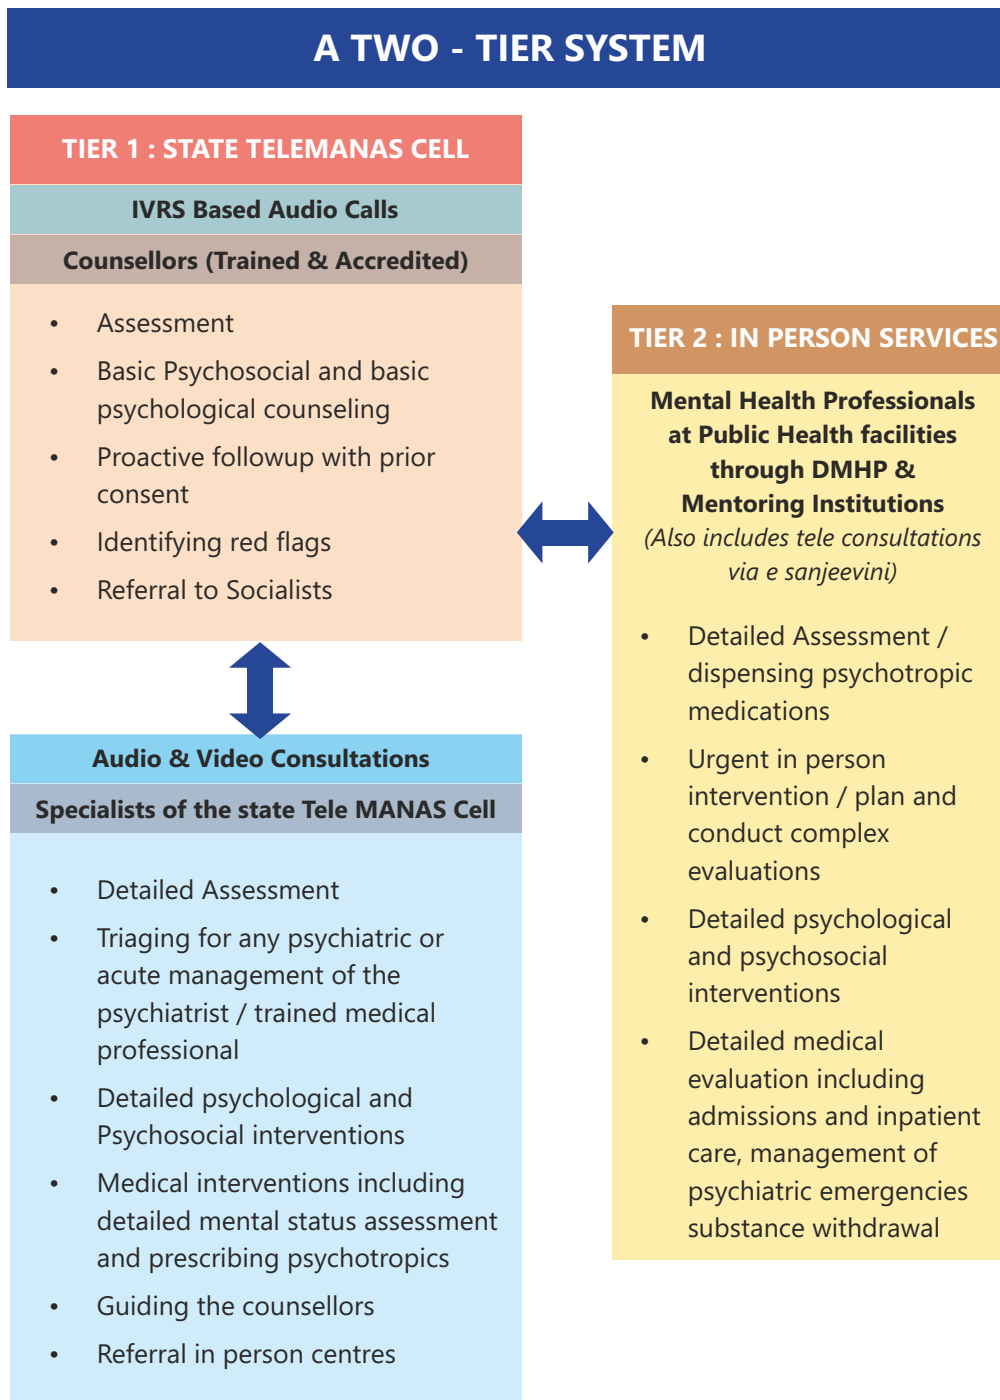 A TWO - TIER SYSTEM
TIER 1 : STATE TELEMANAS CELL
IVRS Based Audio Calls
Counsellors (Trained & Accredited)
• Assessment
• Basic Psychosocial and basic
psychological counseling
• Proactive followup with prior
consent
• Identifying red flags
• Referral to Socialists
Audio & Video Consultations
Specialists of the state Tele MANAS Cell
• Detailed Assessment
• Triaging for any psychiatric or
acute management of the
psychiatrist / trained medical
professional
• Detailed psychological and
Psychosocial interventions
• Medical interventions including
detailed mental status assessment
and prescribing psychotropics
• Guiding the counsellors
• Referral in person centres
TIER 2 : IN PERSON SERVICES
Mental Health Professionals
at Public Health facilities
through DMHP &
Mentoring Institutions
(Also includes tele consultations
via e sanjeevini)
• Detailed Assessment /
dispensing psychotropic
medications
• Urgent in person
intervention / plan and
conduct complex
evaluations
• Detailed psychological
and psychosocial
interventions
• Detailed medical
evaluation including
admissions and inpatient
care, management of
psychiatric emergencies
substance withdrawal